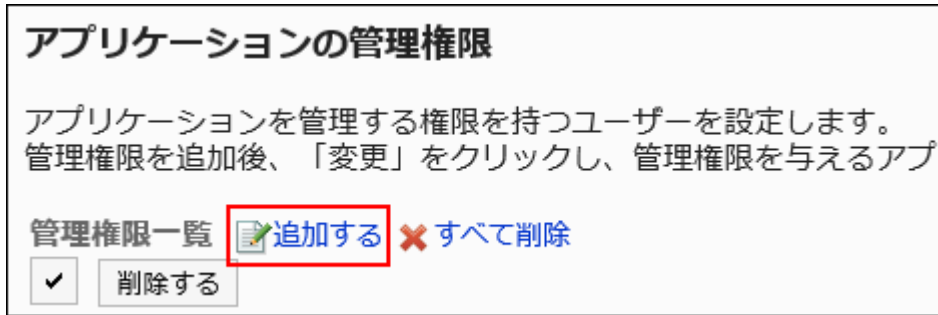 アプリケーションの管理権限
アプリケーションを管理する権限を持つユーザーを設定します。
管理権限を追加後、「変更」をクリックし、管理権限を与えるアプ
管理権限一覧 追加する すべて削除
削除する